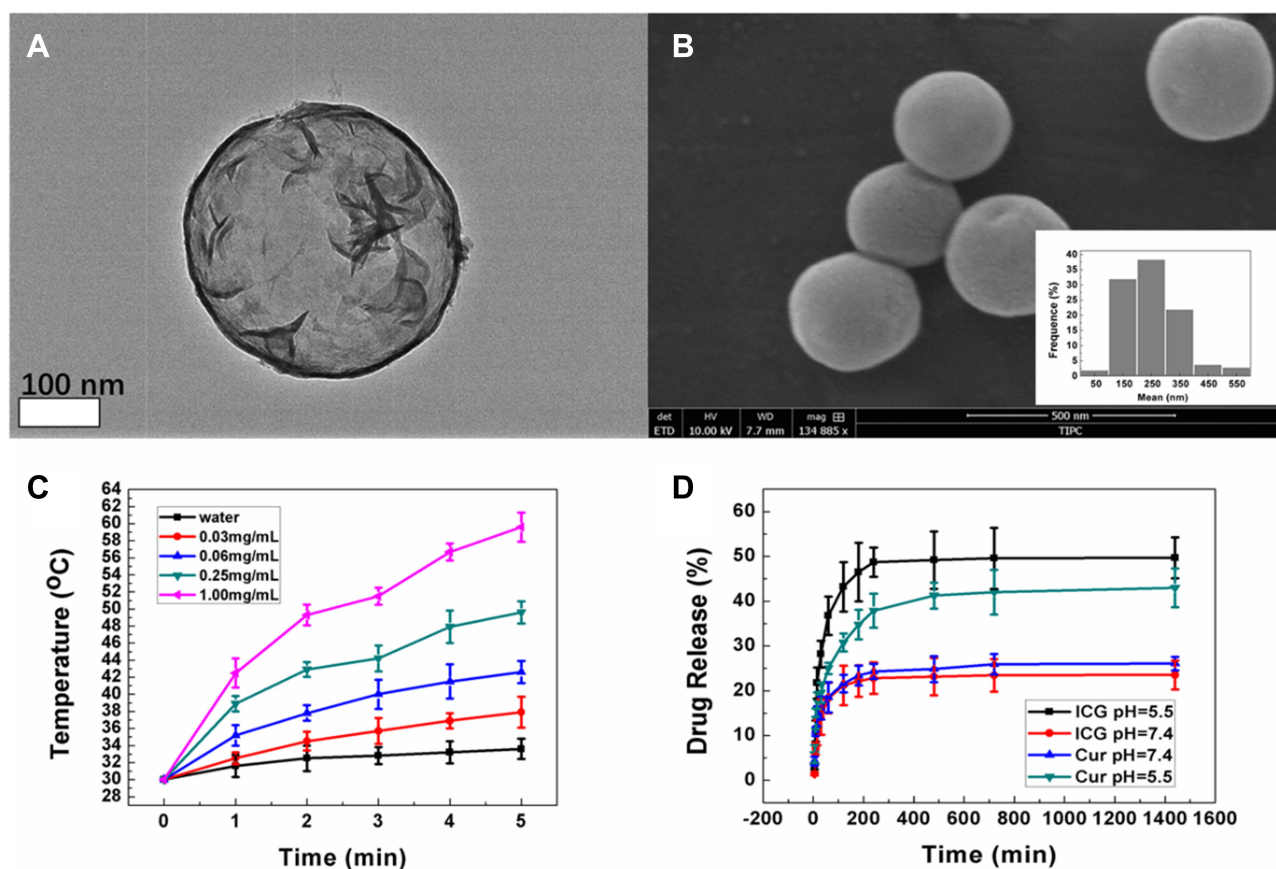 A
100 nm
B
40
35
30
25
20
15
10
5
0
Frequence (%)
50 150 250 350 450 550
Mean (nm)
det HV WD mag 500 nm
ETD 10.00 kV 7.7 mm 134 885 x TIPC
C
64
62
60
58
56
54
52
50
48
46
44
42
40
38
36
34
32
30
28
Temperature (⁰C)
water
0.03mg/mL
0.06mg/mL
0.25mg/mL
1.00mg/mL
0 1 2 3 4 5
Time (min)
D
60
50
40
30
20
10
0
Drug Release (%)
ICG pH=5.5
ICG pH=7.4
Cur pH=7.4
Cur pH=5.5
-200 0 200 400 600 800 1000 1200 1400 1600
Time (min)